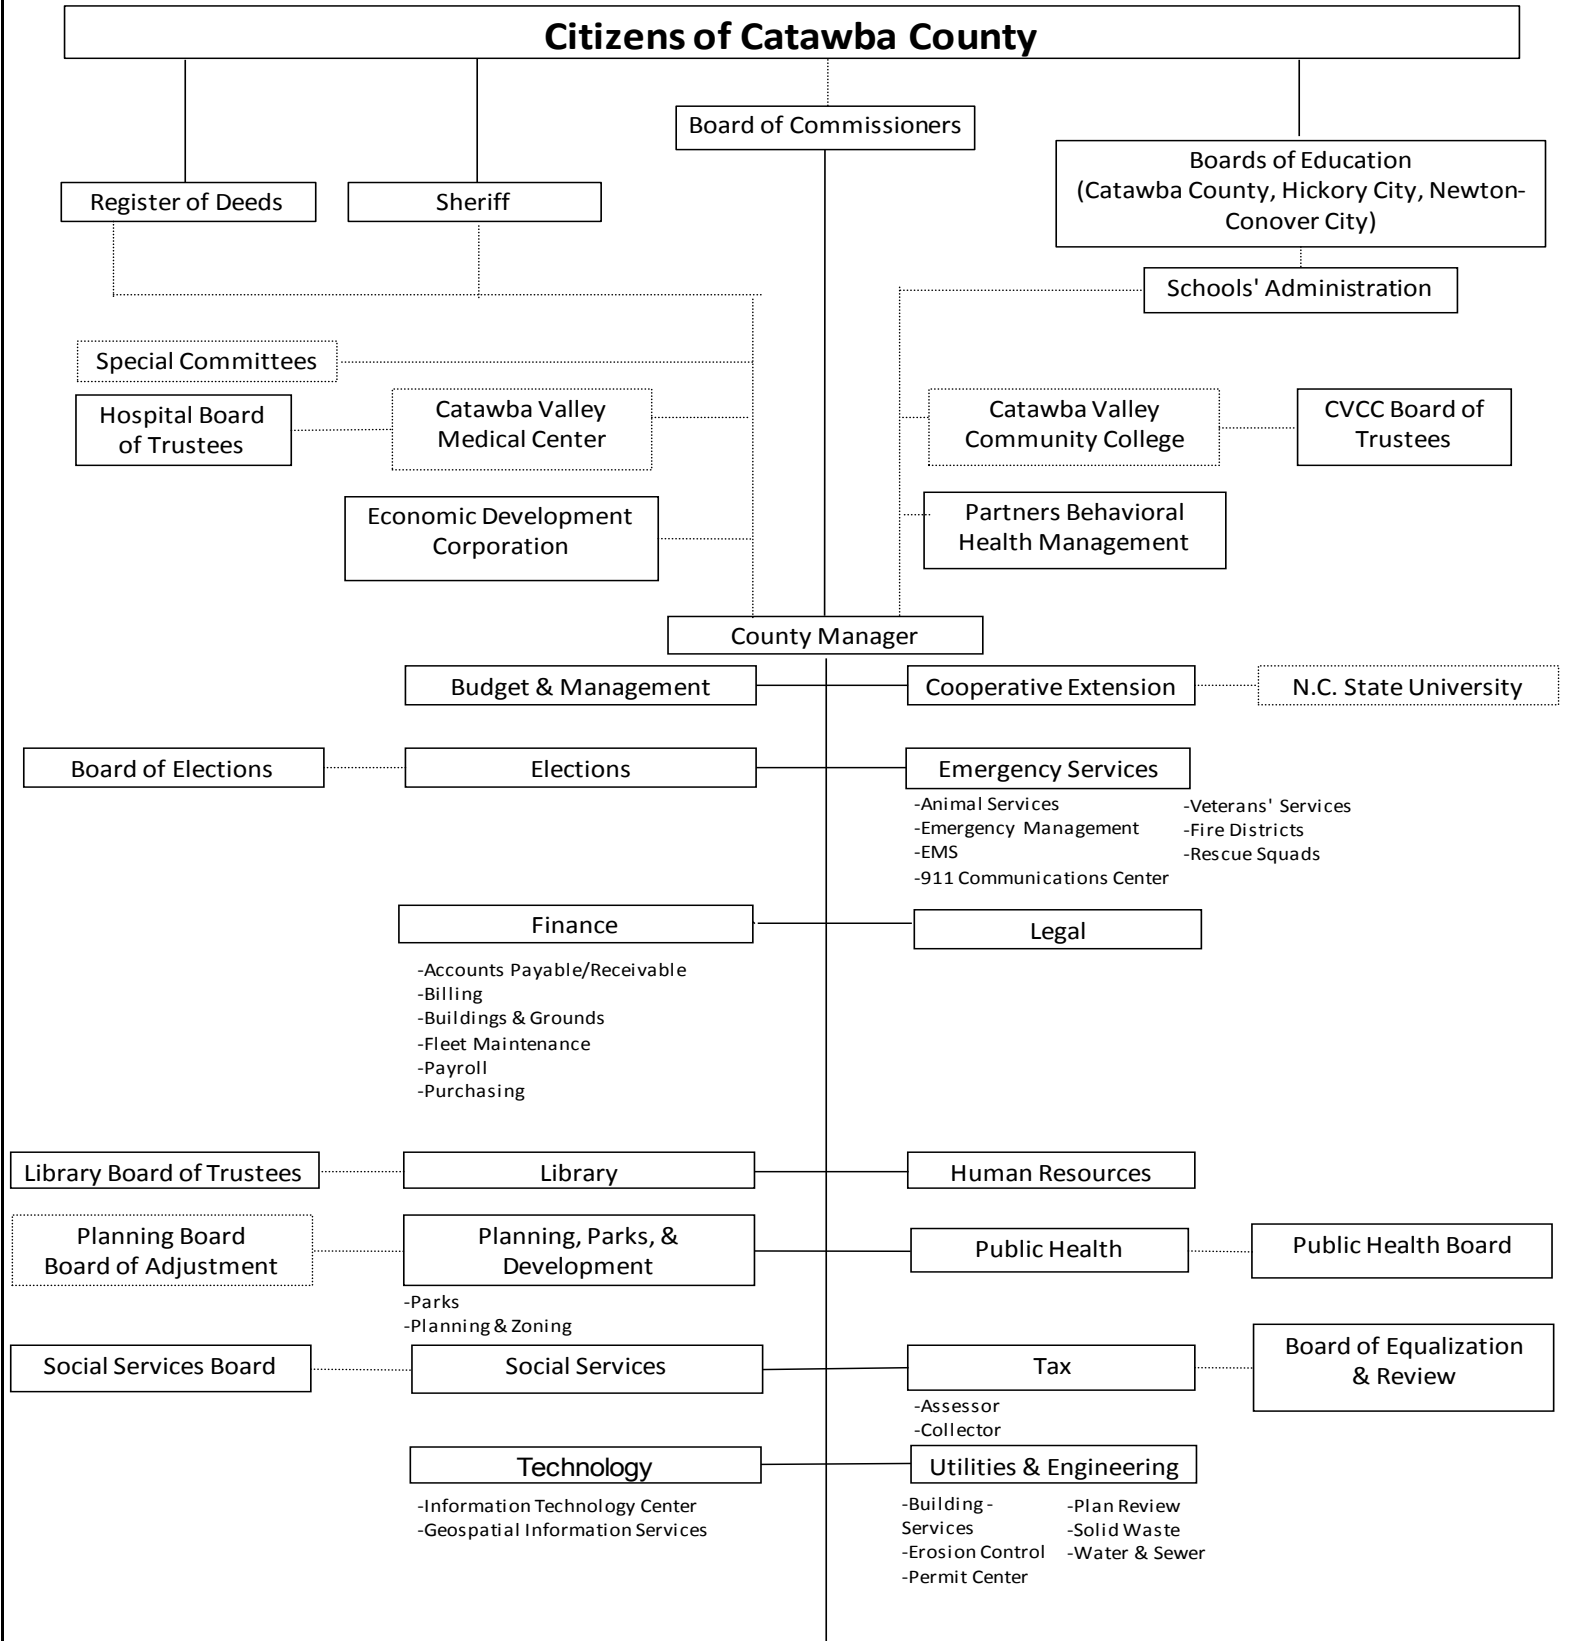 Citizens of Catawba County
Board of Commissioners
Boards of Education
(Catawba County, Hickory City, Newton-
Conover City)
Register of Deeds
Sheriff
Schools' Administration
Special Committees
Hospital Board
of Trustees
Catawba Valley
Medical Center
Catawba Valley
Community College
CVCC Board of
Trustees
Economic Development
Corporation
Partners Behavioral
Health Management
County Manager
Budget & Management
Cooperative Extension
N.C. State University
Board of Elections
Elections
Emergency Services
-Animal Services
-Emergency Management
-EMS
-911 Communications Center
-Veterans' Services
-Fire Districts
-Rescue Squads
Finance
Legal
-Accounts Payable/Receivable
-Billing
-Buildings & Grounds
-Fleet Maintenance
-Payroll
-Purchasing
Library Board of Trustees
Library
Human Resources
Planning Board
Board of Adjustment
Planning, Parks, &
Development
Public Health
Public Health Board
-Parks
-Planning & Zoning
Social Services Board
Social Services
Tax
Board of Equalization
& Review
-Assessor
-Collector
Technology
Utilities & Engineering
-Information Technology Center
-Geospatial Information Services
-Building -
Services
-Erosion Control
-Permit Center
-Plan Review
-Solid Waste
-Water & Sewer